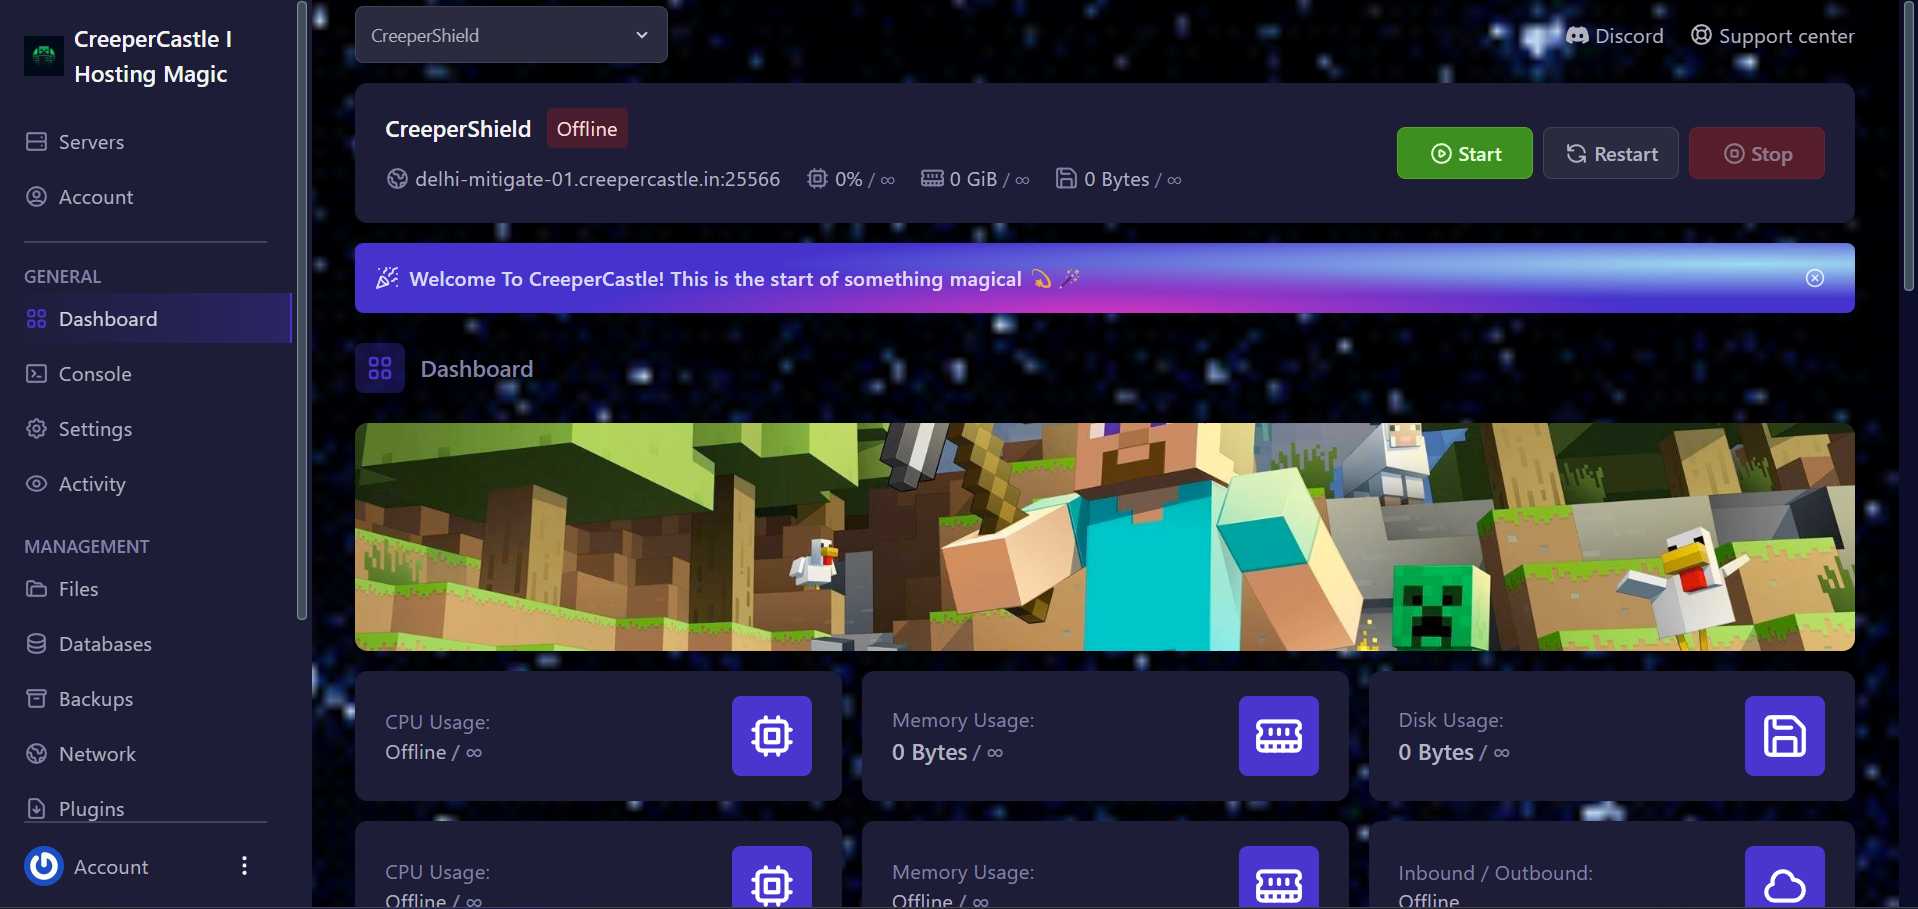 CreeperCastle I
Hosting Magic
Servers
Account
GENERAL
Dashboard
Console
Settings
Activity
MANAGEMENT
Files
Databases
Backups
Network
Plugins
Account
CreeperShield
Discord
Support center
CreeperShield
Offline
delhi-mitigate-01.creepercastle.in:25566
0% / ∞
0 GiB / ∞
0 Bytes / ∞
Start
Restart
Stop
Welcome To CreeperCastle! This is the start of something magical 💫 🪄
Dashboard
CPU Usage:
Offline / ∞
Memory Usage:
0 Bytes / ∞
Disk Usage:
0 Bytes / ∞
CPU Usage:
Offline / ∞
Memory Usage:
Offline / ∞
Inbound / Outbound:
Offline